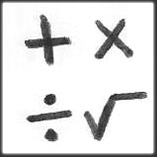 + ×
÷ √